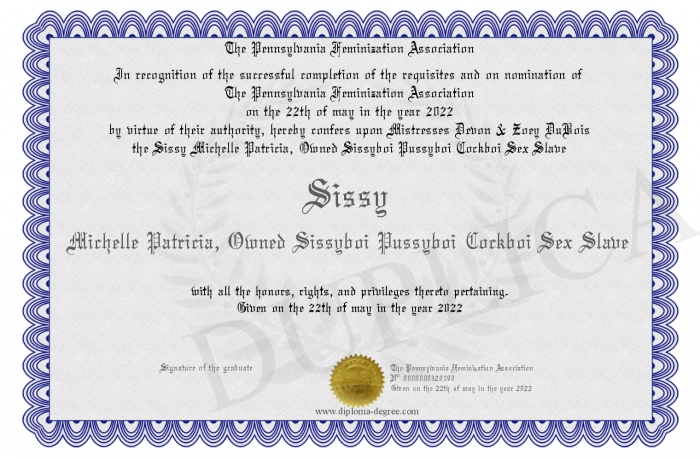 The Pennsylvania Feminization Association
In recognition of the successful completion of the requisites and on nomination of
The Pennsylvania Feminization Association
on the 22th of may in the year 2022
by virtue of their authority, hereby confers upon Mistresses Devon & Zoey DuBois
the Sissy Michelle Patricia, Owned Sissyboi Pussyboi Cockboi Sex Slave
Sissy
Michelle Patricia, Owned Sissyboi Pussyboi Cockboi Sex Slave
DUPLICA
with all the honors, rights, and privileges thereto pertaining.
Given on the 22th of may in the year 2022
Signature of the graduate
The Pennsylvania Feminization Association
Given on the 22th of may in the year 2022
www.diploma-degree.com